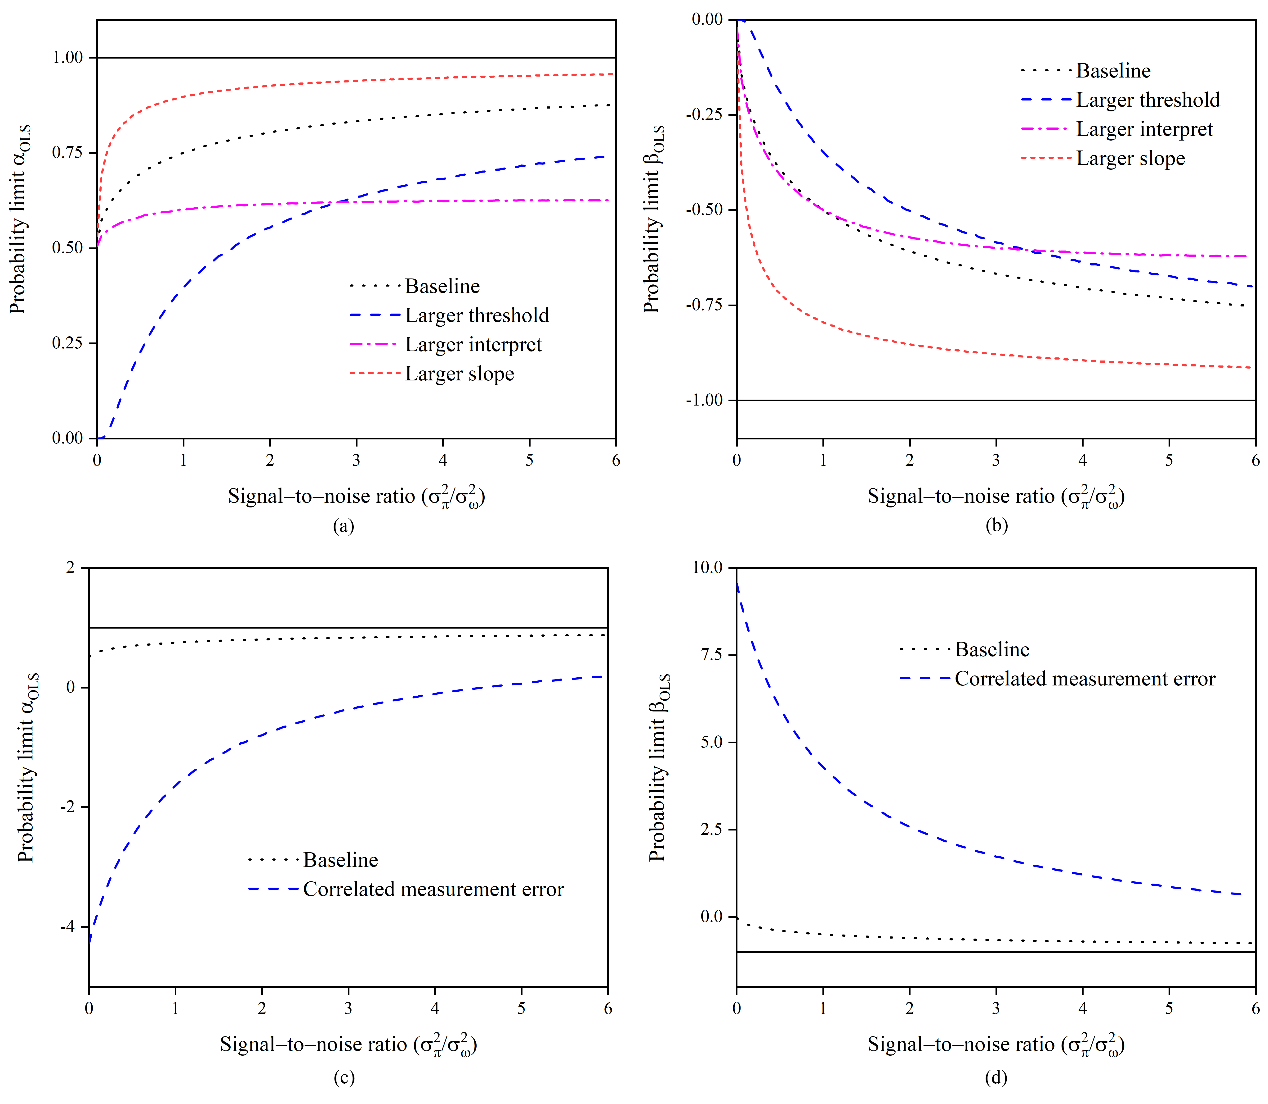 1.00
0.75
0.50
0.25
0.00
Probability limit αOLS
Baseline
Larger threshold
Larger interpret
Larger slope
0 1 2 3 4 5 6
Signal–to–noise ratio (σ²π/σ²ω)
(a)
0.00
-0.25
-0.50
-0.75
-1.00
Probability limit βOLS
Baseline
Larger threshold
Larger interpret
Larger slope
0 1 2 3 4 5 6
Signal–to–noise ratio (σ²π/σ²ω)
(b)
2
0
-2
-4
Probability limit αOLS
Baseline
Correlated measurement error
0 1 2 3 4 5 6
Signal–to–noise ratio (σ²π/σ²ω)
(c)
10.0
7.5
5.0
2.5
0.0
Probability limit βOLS
Baseline
Correlated measurement error
0 1 2 3 4 5 6
Signal–to–noise ratio (σ²π/σ²ω)
(d)